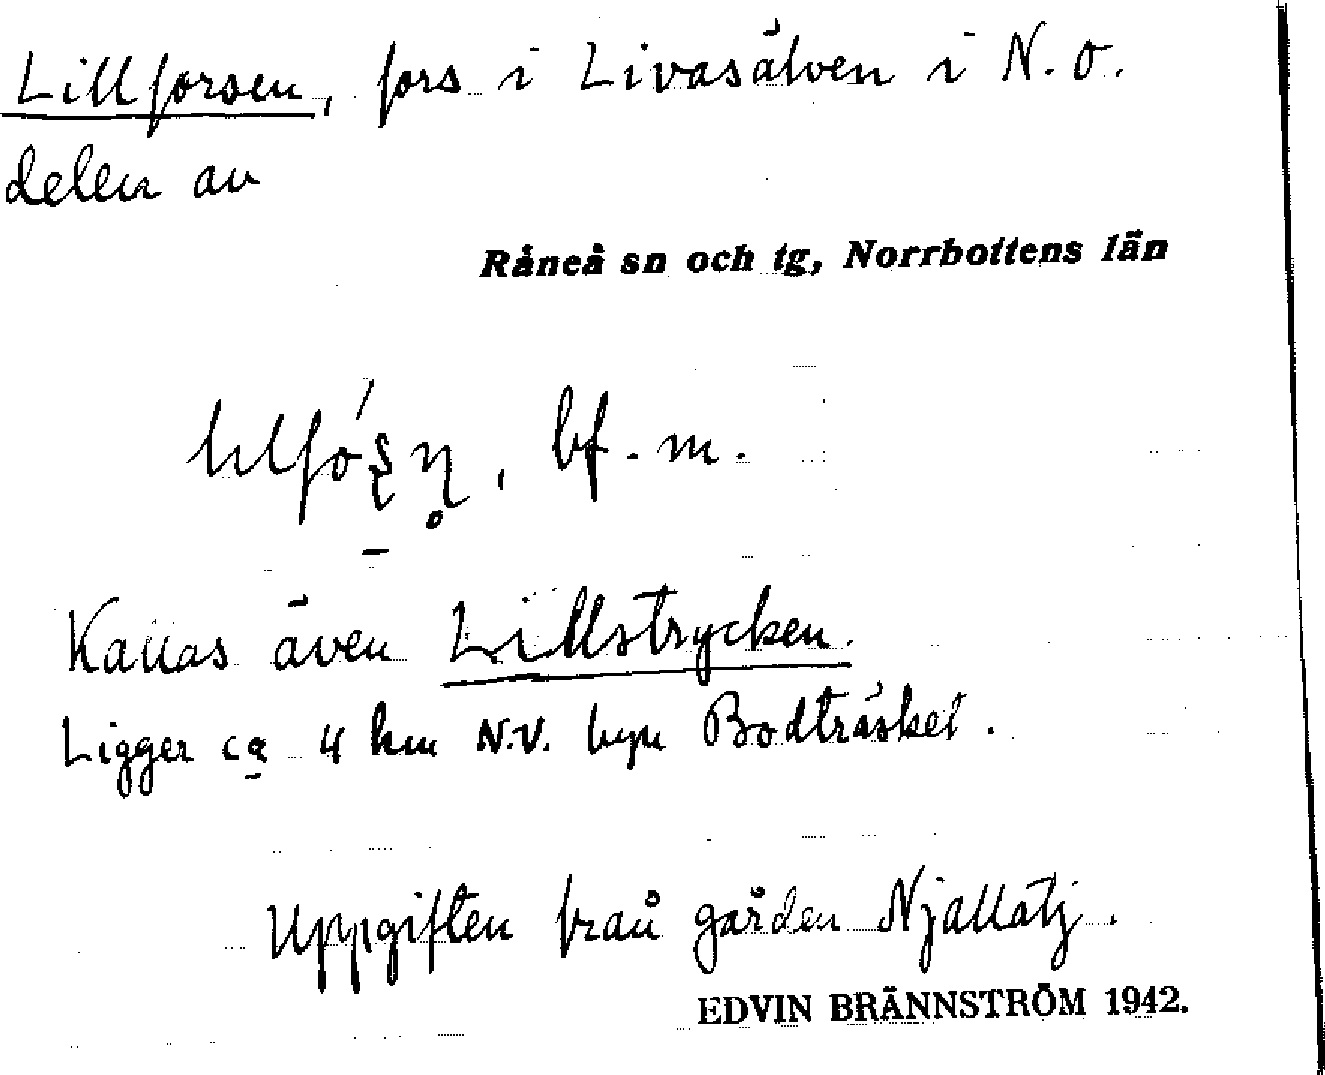 Lillforsen, fors i Livasälven i N.O.
delen av
Råneå sn och tg, Norrbottens län
bf. m.
Kallas även Lillstrycken.
Ligger ca 4 km N.V. byn Bodträsket.
Uppgiften från gården Njallatj.
EDVIN BRÄNNSTRÖM 1942.